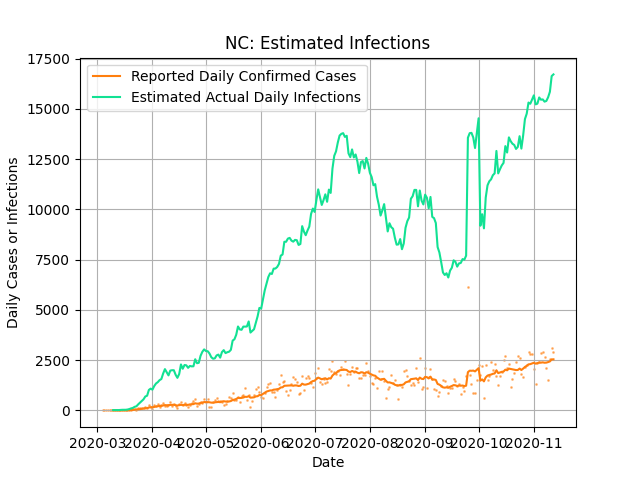 NC: Estimated Infections
Reported Daily Confirmed Cases
Estimated Actual Daily Infections
Daily Cases or Infections
17500
15000
12500
10000
7500
5000
2500
0
2020-03 2020-04 2020-05 2020-06 2020-07 2020-08 2020-09 2020-10 2020-11
Date